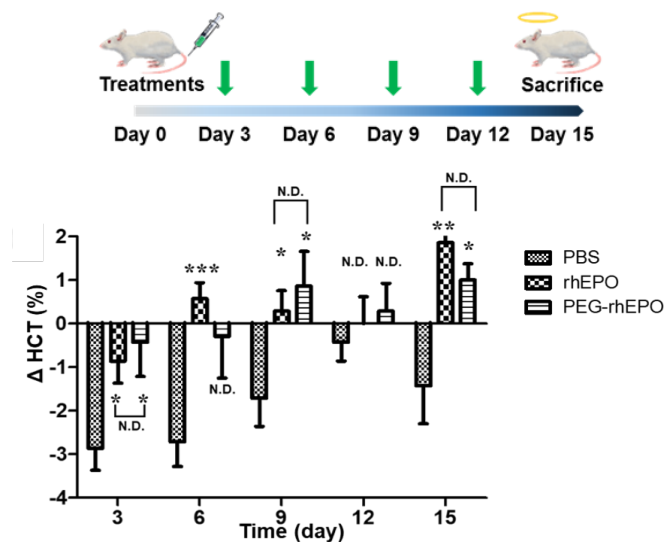 Treatments
Sacrifice
Day 0 Day 3 Day 6 Day 9 Day 12 Day 15
N.D. N.D.
2 *** * * N.D. N.D. ** *
1
0
-1
-2
-3
-4
* * N.D.
N.D.
Δ HCT (%)
3 6 9 12 15
Time (day)
PBS
rhEPO
PEG-rhEPO